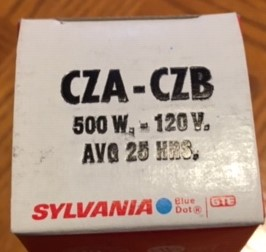 CZA-CZB
500 W. - 120 V.
AVG 25 HRS.
SYLVANIA Blue Dot® GTE